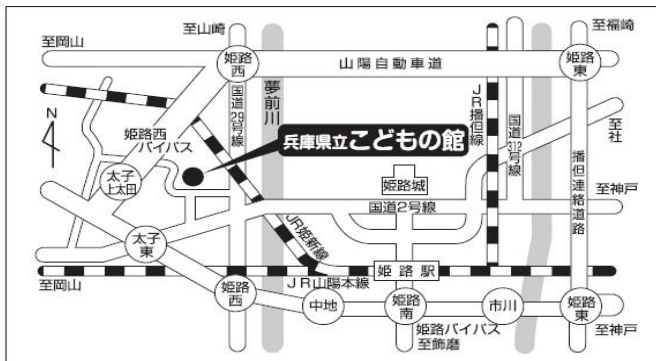 至山崎
至福崎
至岡山
姫路
西
山陽自動車道
姫路
東
N
国道29号線
夢前川
JR播但線
国道312号線
姫路西
バイパス
兵庫県立こどもの館
至社
太子
上太田
姫路城
播但連絡道路
国道2号線
至神戸
太子
東
JR姫新線
姫路駅
至岡山
JR山陽本線
姫路
西
中地
姫路
南
市川
姫路
東
姫路バイパス
至神戸
至飾磨